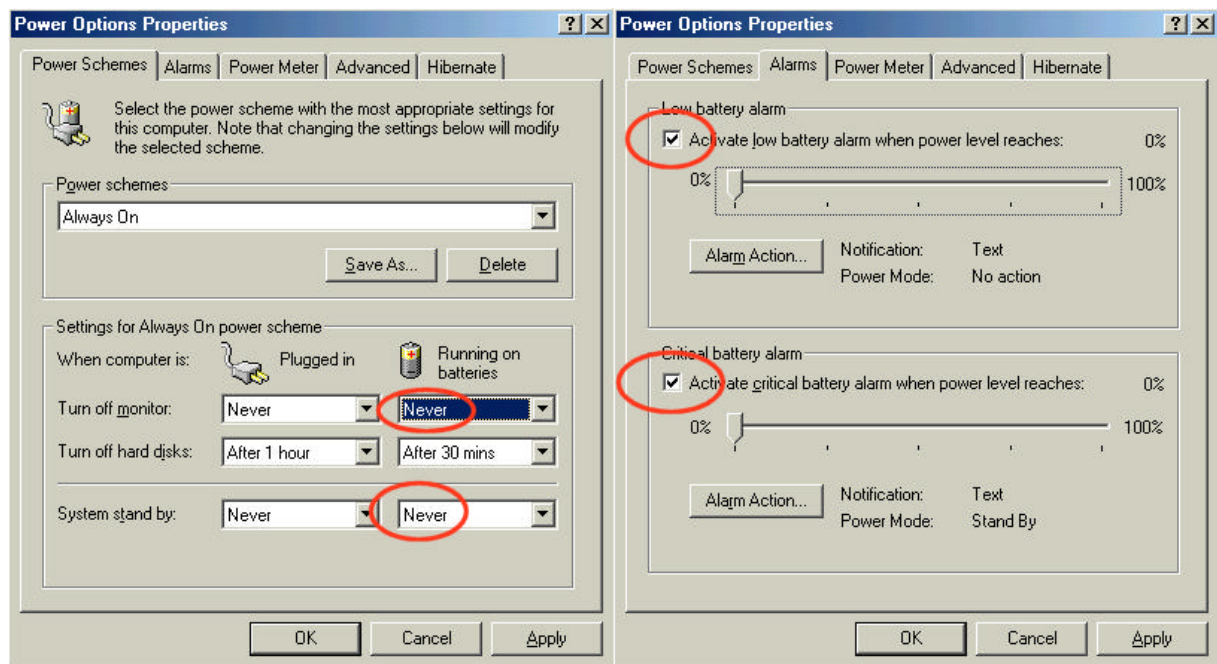 Power Options Properties
Power Schemes Alarms Power Meter Advanced Hibernate
Select the power scheme with the most appropriate settings for
this computer. Note that changing the settings below will modify
the selected scheme.
Power schemes
Always On
Save As... Delete
Settings for Always On power scheme
When computer is: Plugged in Running on
batteries
Turn off monitor: Never Never
Turn off hard disks: After 1 hour After 30 mins
System stand by: Never Never
OK Cancel Apply
Power Options Properties
Power Schemes Alarms Power Meter Advanced Hibernate
Low battery alarm
Activate low battery alarm when power level reaches: 0%
0% 100%
Alarm Action... Notification: Text
Power Mode: No action
Critical battery alarm
Activate critical battery alarm when power level reaches: 0%
0% 100%
Alarm Action... Notification: Text
Power Mode: Stand By
OK Cancel Apply